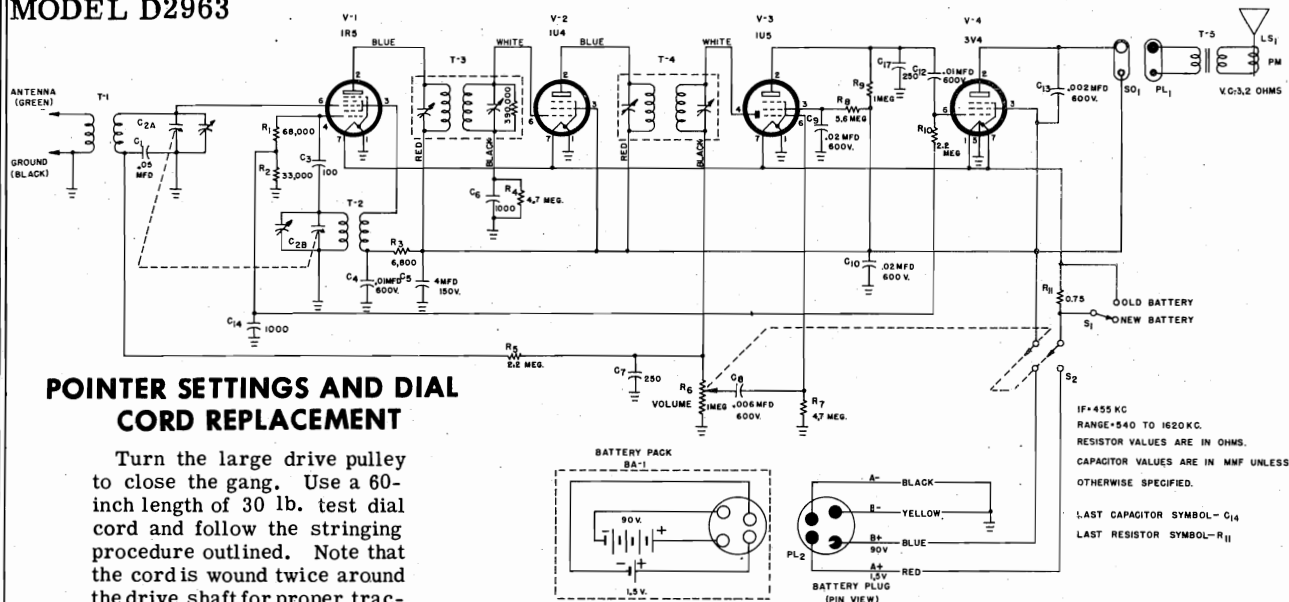 MODEL D2963
V-1
1R5
V-2
1U4
V-3
1U5
V-4
3V4
BLUE
WHITE
BLUE
WHITE
T-1
T-3
T-4
T-5
LS1
PM
V.C.3.2 OHMS
ANTENNA
(GREEN)
GROUND
(BLACK)
C2A
C1
.05
MFD
R1
68,000
R2
33,000
C3
100
T-2
C2B
R3
6,800
C4
.01MFD
600V.
C5
4MFD
150V.
C14
1000
RED
BLACK
39,000
C6
1000
R4
4.7 MEG.
RED
BLACK
R8
5.6 MEG
C9
.02 MFD
600V.
R9
1MEG
C17
250
C12
.01MFD
600V.
R10
2.2
MEG
C13
.002 MFD
600V.
SO1
PL1
C10
.02MFD
600 V.
R11
0.75
OLD BATTERY
NEW BATTERY
S1
S2
R5
2.2 MEG.
C7
250
R6
VOLUME
1MEG
C8
.006 MFD
600V.
R7
4.7 MEG.
POINTER SETTINGS AND DIAL
CORD REPLACEMENT
Turn the large drive pulley
to close the gang. Use a 60-
inch length of 30 lb. test dial
cord and follow the stringing
procedure outlined. Note that
the cord is wound twice around
the drive shaft for proper trac-
BATTERY PACK
BA-1
90V.
1.5V.
A- BLACK
B- YELLOW
B+ BLUE
90V
A+ RED
1.5V
PL2
BATTERY PLUG
(PIN VIEW)
IF=455 KC
RANGE=540 TO 1620KC.
RESISTOR VALUES ARE IN OHMS.
CAPACITOR VALUES ARE IN MMF UNLESS
OTHERWISE SPECIFIED.
LAST CAPACITOR SYMBOL- C14
LAST RESISTOR SYMBOL-R11